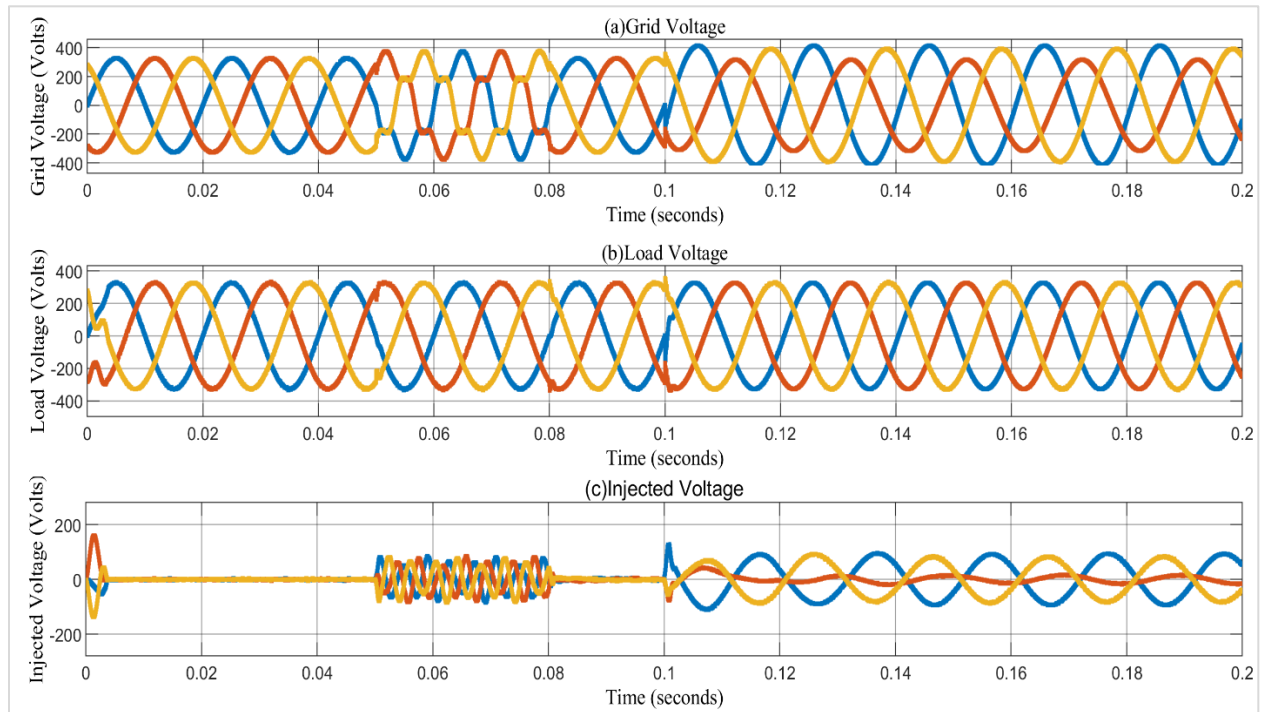 (a)Grid Voltage
Grid Voltage (Volts)
400
200
0
-200
-400
0 0.02 0.04 0.06 0.08 0.1 0.12 0.14 0.16 0.18 0.2
Time (seconds)
(b)Load Voltage
Load Voltage (Volts)
400
200
0
-200
-400
0 0.02 0.04 0.06 0.08 0.1 0.12 0.14 0.16 0.18 0.2
Time (seconds)
(c)Injected Voltage
Injected Voltage (Volts)
200
0
-200
0 0.02 0.04 0.06 0.08 0.1 0.12 0.14 0.16 0.18 0.2
Time (seconds)